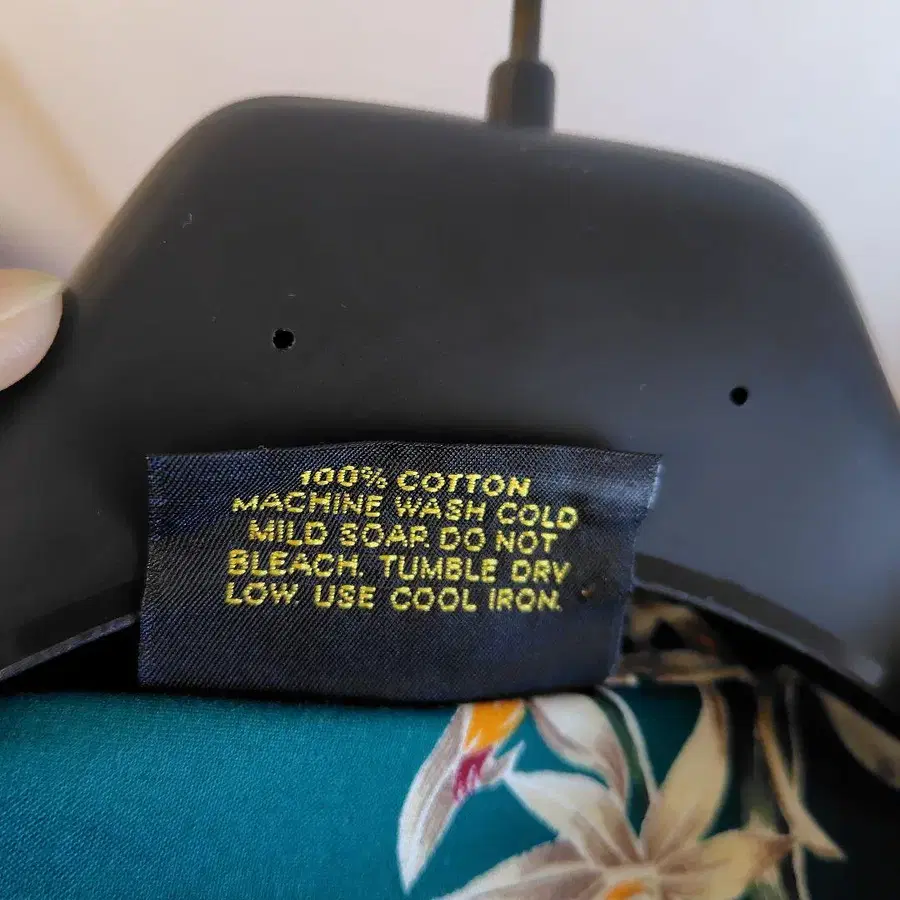 100% COTTON
MACHINE WASH COLD
MILD SOAP. DO NOT
BLEACH. TUMBLE DRY
LOW. USE COOL IRON.